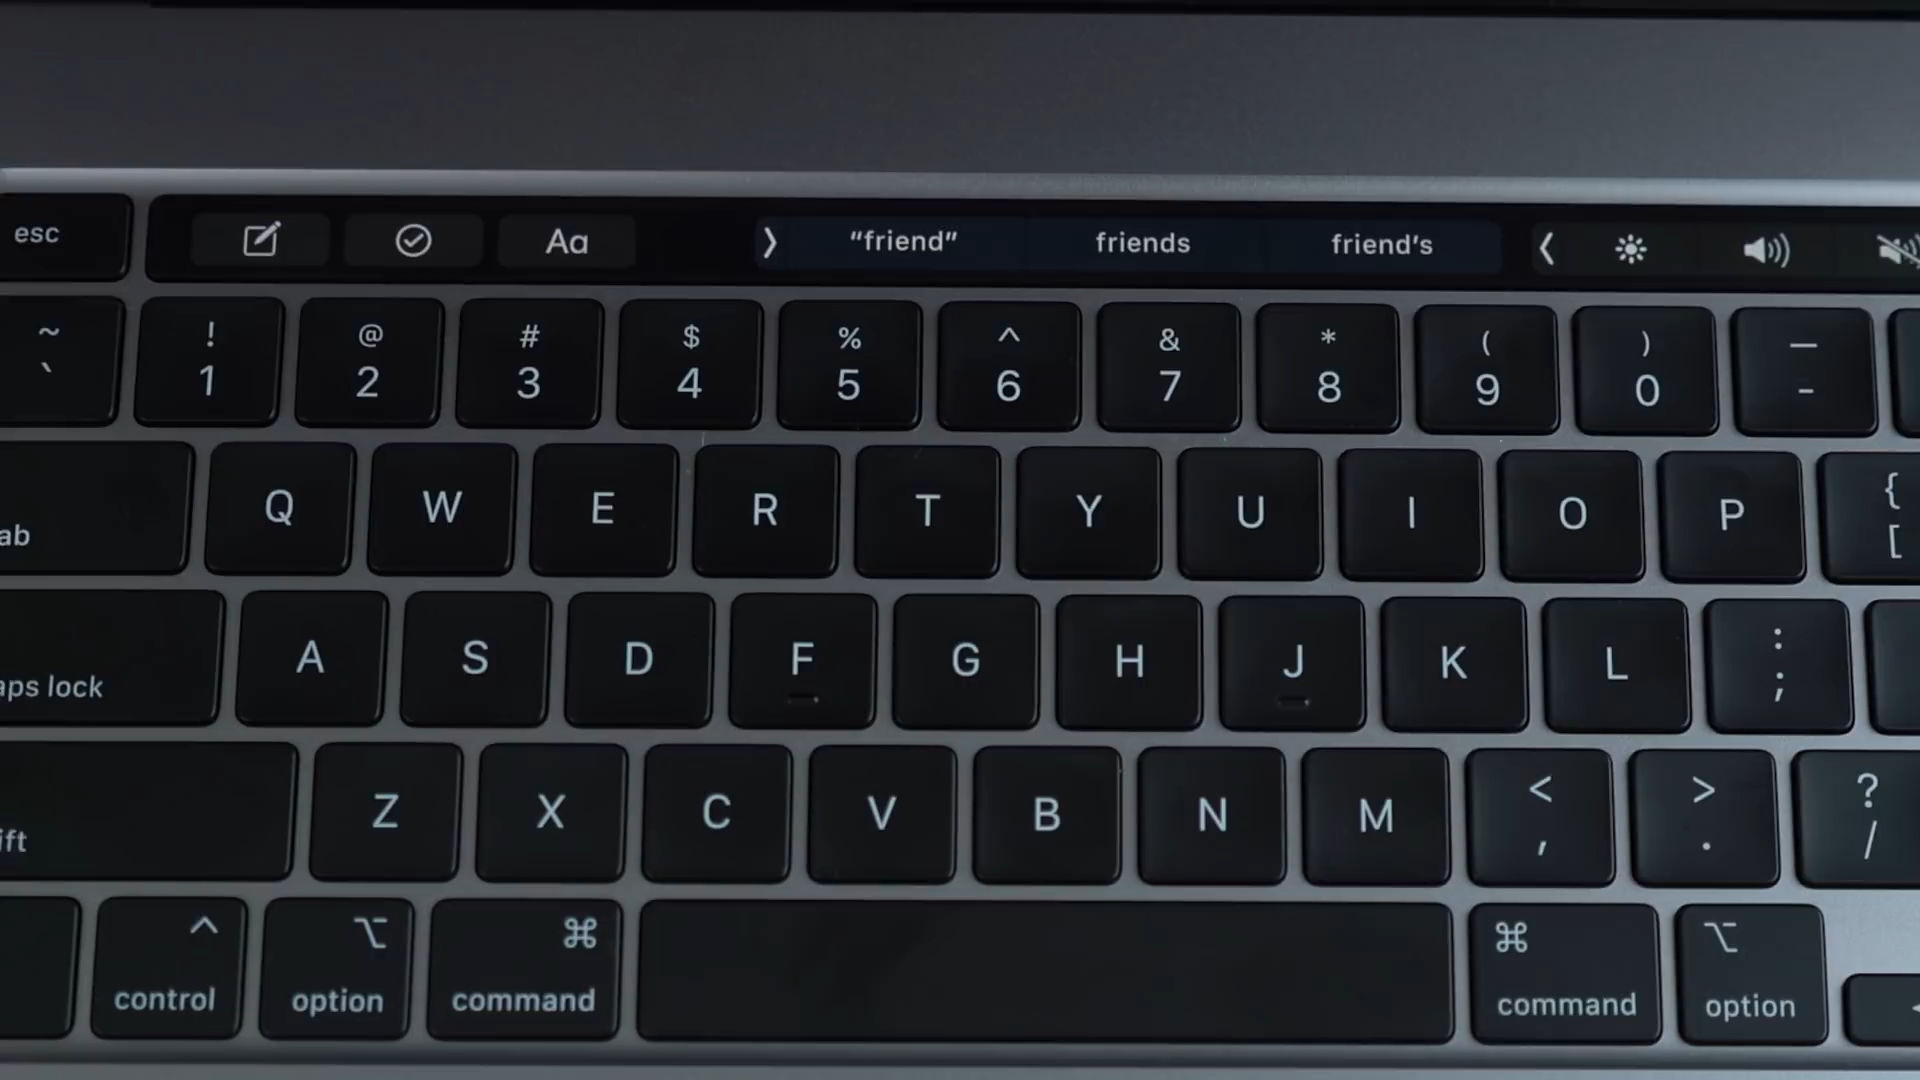 esc Aa “friend” friends friend’s
~ ! @ # $ % ^ & * ( ) —
` 1 2 3 4 5 6 7 8 9 0 -
Q W E R T Y U I O P {
ab [
A S D F G H J K L :
aps lock ;
Z X C V B N M < > ?
ift , . /
^ ⌥ ⌘ ⌘ ⌥
control option command command option